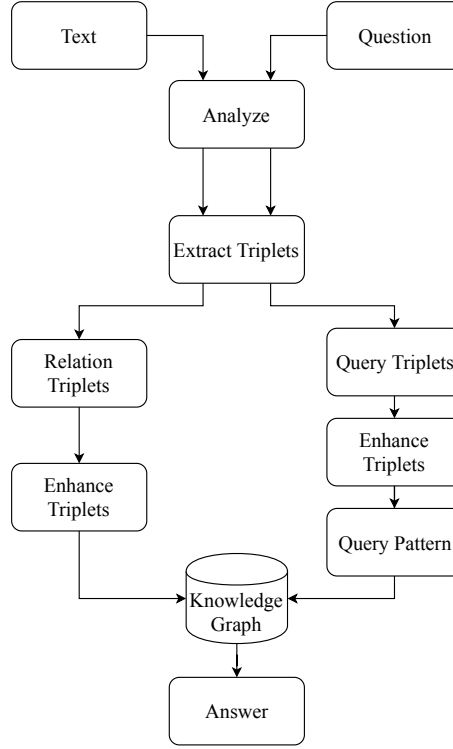 Text
Question
Analyze
Extract Triplets
Relation
Triplets
Query Triplets
Enhance
Triplets
Enhance
Triplets
Query Pattern
Knowledge
Graph
Answer